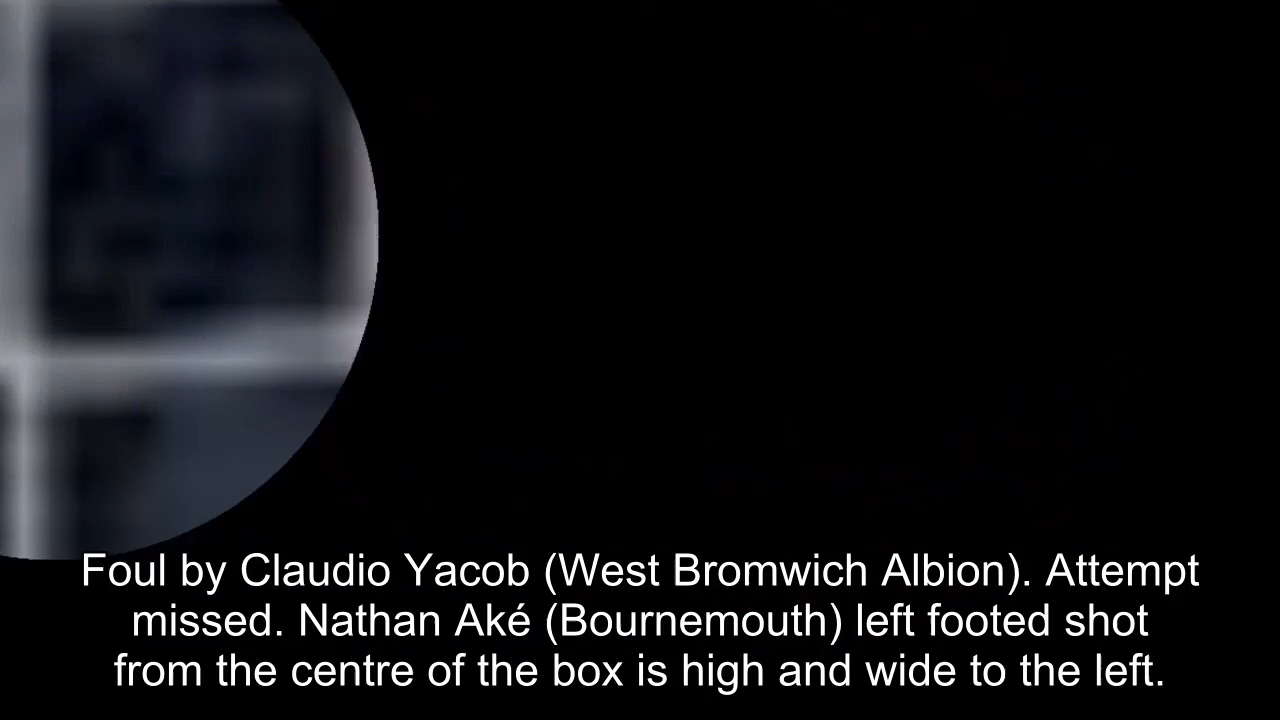 Foul by Claudio Yacob (West Bromwich Albion). Attempt
missed. Nathan Aké (Bournemouth) left footed shot
from the centre of the box is high and wide to the left.